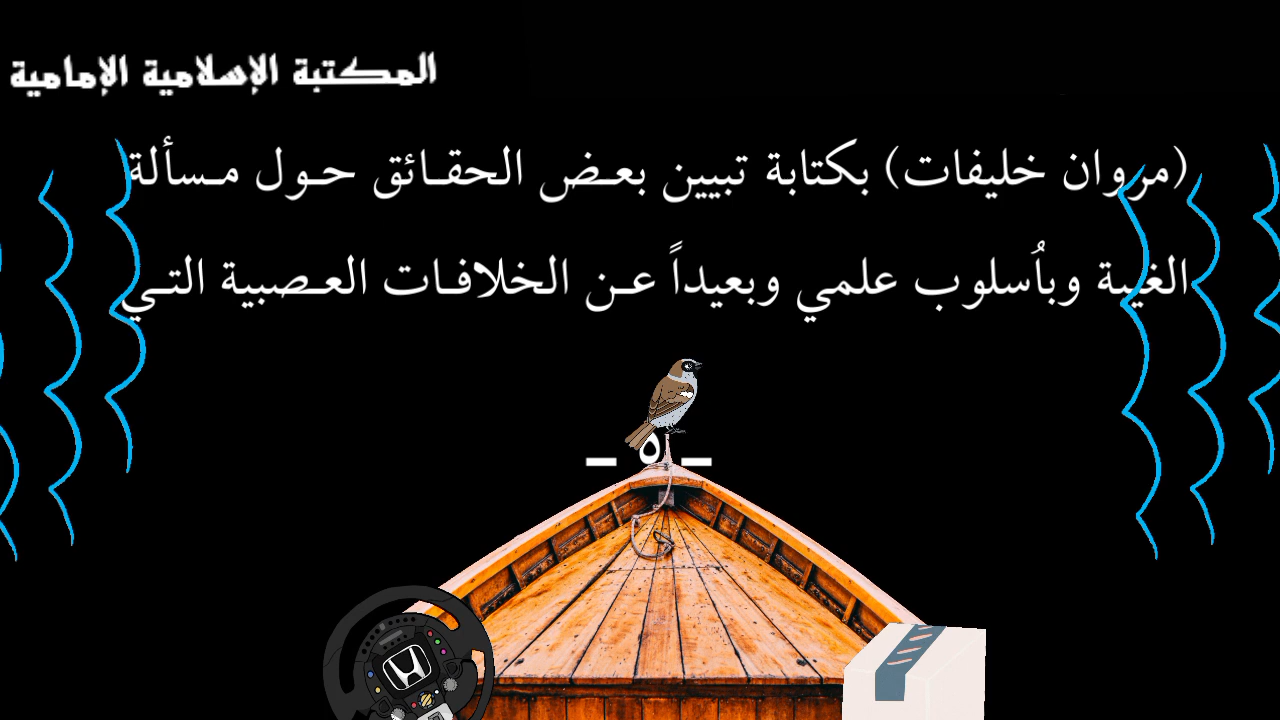 المكتبة الإسلامية الإمامية
(مروان خليفات) بكتابة تبيين بعض الحقائق حول مسألة
الغيبة وبأُسلوب علمي وبعيداً عن الخلافات العصبية التي
_ ٥ _